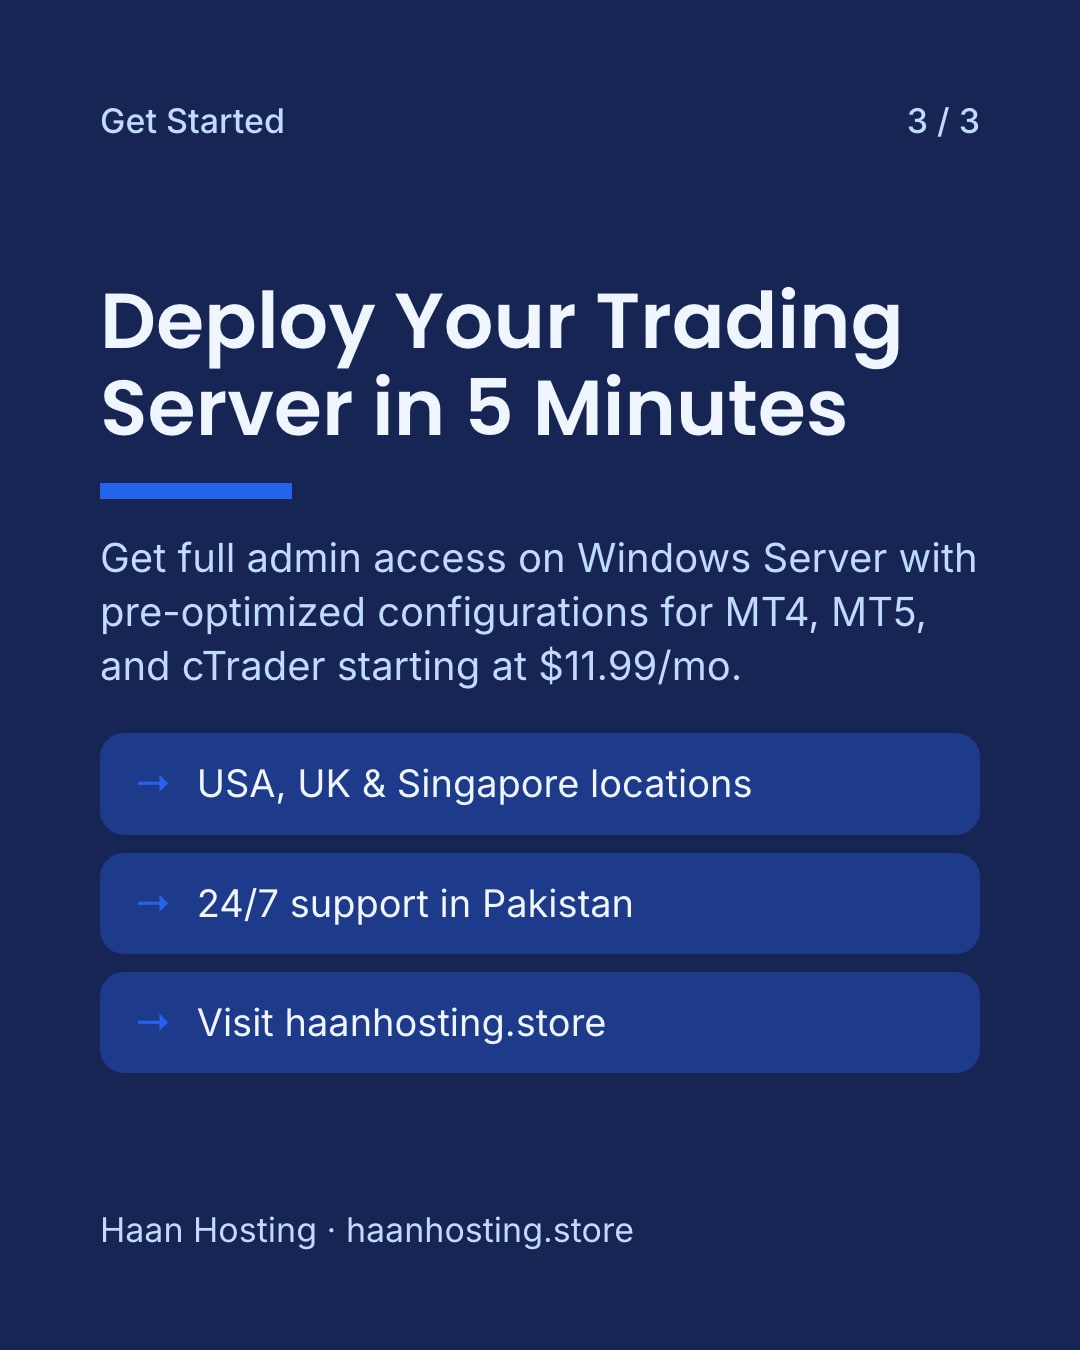 Get Started
3 / 3
Deploy Your Trading
Server in 5 Minutes
Get full admin access on Windows Server with
pre-optimized configurations for MT4, MT5,
and cTrader starting at $11.99/mo.
→ USA, UK & Singapore locations
→ 24/7 support in Pakistan
→ Visit haanhosting.store
Haan Hosting · haanhosting.store